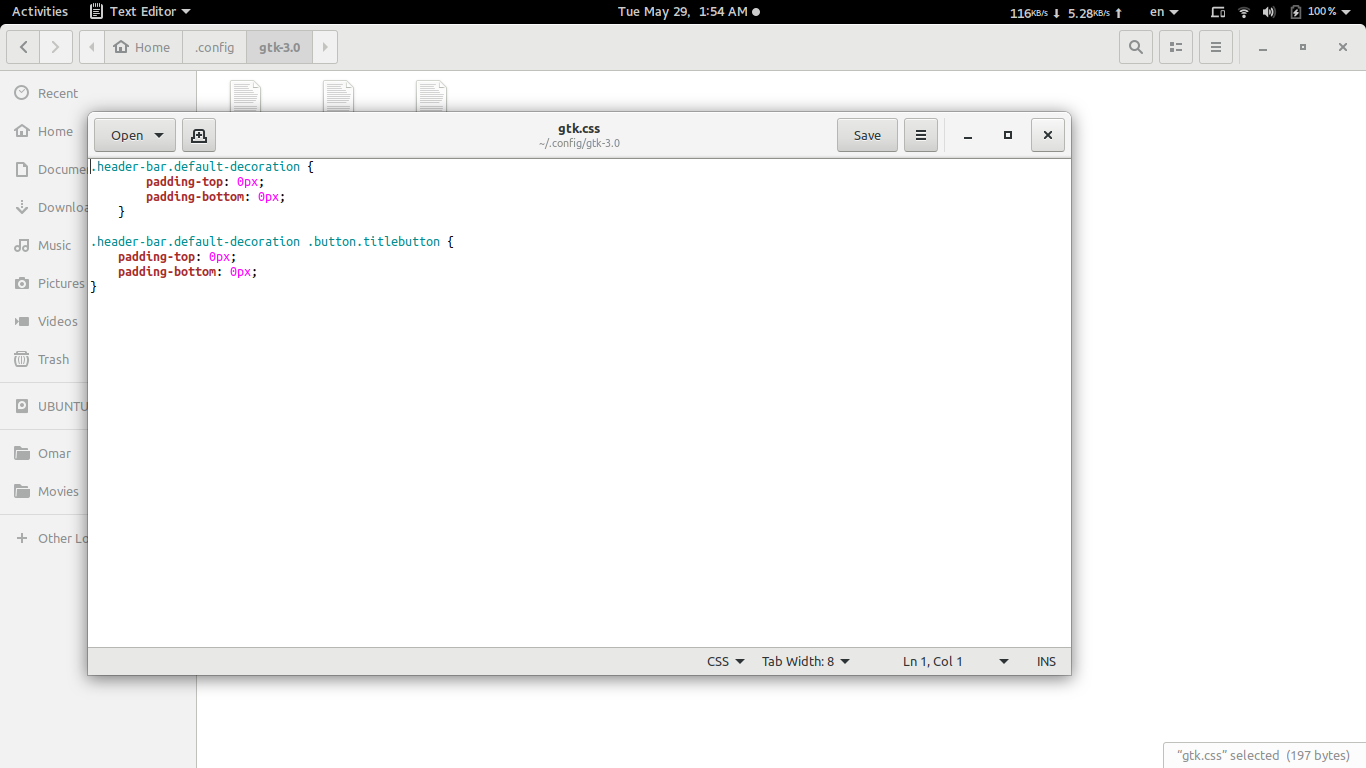 Activities Text Editor Tue May 29, 1:54 AM 116KB/s ↓ 5.28KB/s ↑ en 100%
Home .config gtk-3.0
Recent
Home
Docume
Downloa
Music
Pictures
Videos
Trash
UBUNTU
Omar
Movies
Other Lo
Open gtk.css Save
~/.config/gtk-3.0
.header-bar.default-decoration {
        padding-top: 0px;
        padding-bottom: 0px;
    }

.header-bar.default-decoration .button.titlebutton {
    padding-top: 0px;
    padding-bottom: 0px;
}
CSS Tab Width: 8 Ln 1, Col 1 INS
"gtk.css" selected (197 bytes)